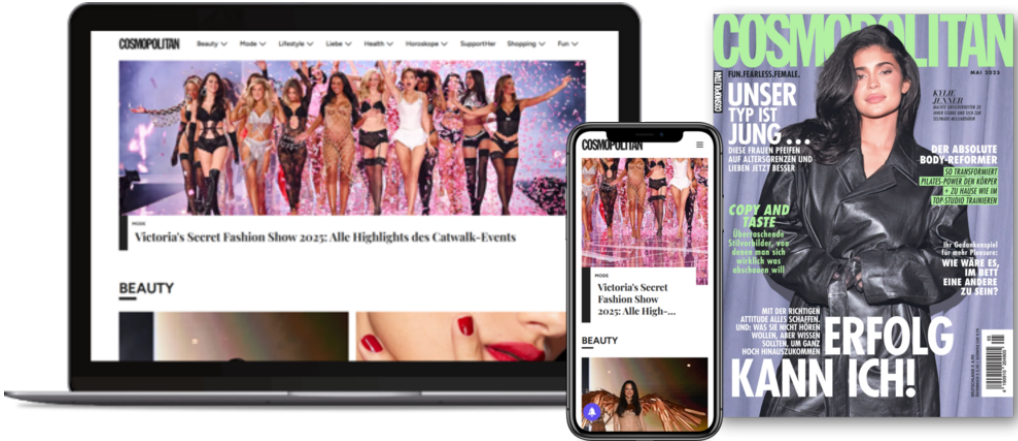 COSMOPOLITAN
Beauty Mode Lifestyle Liebe Health Horoskope SupportHer Shopping Fun
MODE
Victoria's Secret Fashion Show 2025: Alle Highlights des Catwalk-Events
BEAUTY
COSMOPOLITAN
MODE
Victoria's Secret
Fashion Show
2025: Alle High-...
BEAUTY
COSMOPOLITAN
COSMOPOLITAN
MAI 2025
FUN. FEARLESS. FEMALE.
UNSER
TYP IST
JUNG...
DIESE FRAUEN PFEIFEN
AUF ALTERSGRENZEN UND
LIEBEN JETZT BESSER
KYLIE
JENNER
DER ABSOLUTE
BODY-REFORMER
SO TRANSFORMIERT
PILATES-POWER DEN KÖRPER
+ ZU HAUSE WIE IM
TOP-STUDIO TRAINIEREN
COPY AND
TASTE
Überraschende
Stilvorbilder, von
denen man sich
wirklich was
abschauen will
Ihr Gedankenspiel
für mehr Pleasure:
WIE WÄRE ES,
IM BETT
EINE ANDERE
ZU SEIN?
MIT DER RICHTIGEN
ATTITUDE ALLES SCHAFFEN.
UND: WAS SIE NICHT HÖREN
WOLLEN, ABER WISSEN
SOLLTEN, UM GANZ
HOCH HINAUSZUKOMMEN
ERFOLG
KANN ICH!